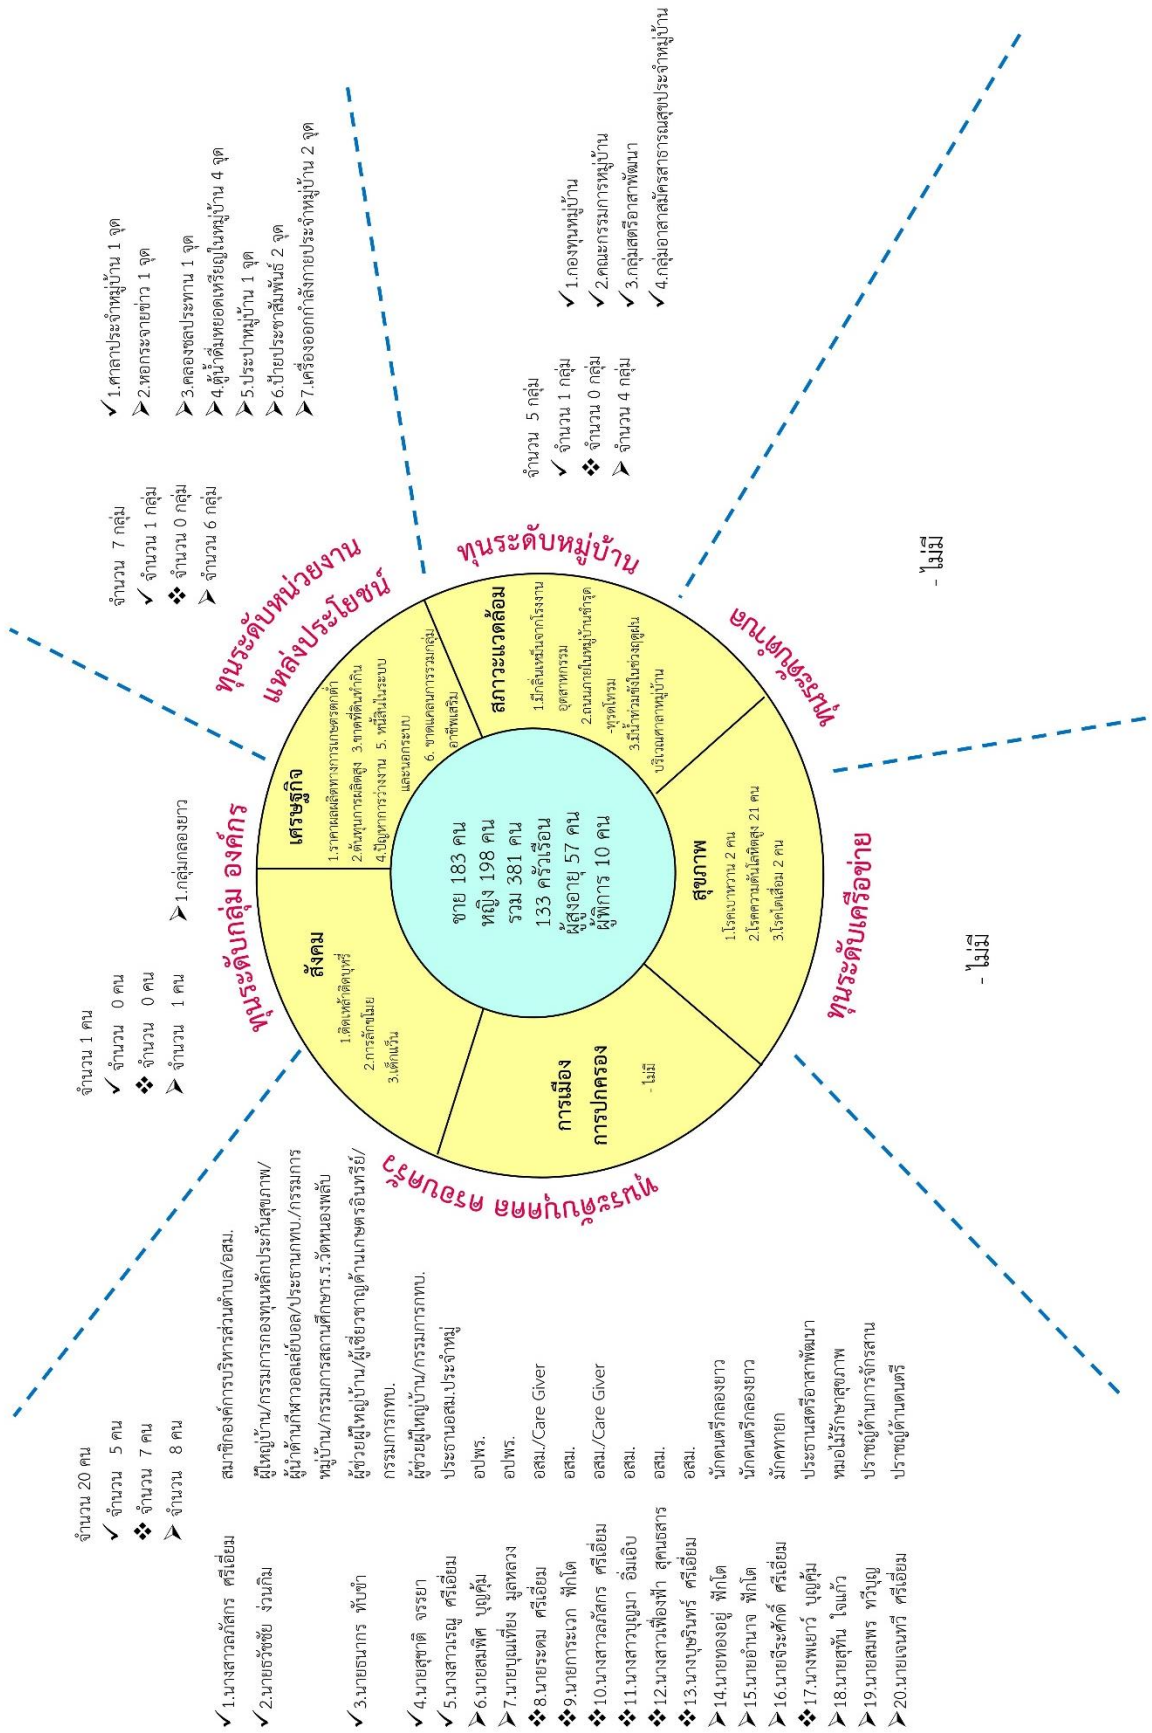 จำนวน 20 คน
✓ จำนวน 5 คน
❖ จำนวน 7 คน
➢ จำนวน 8 คน
✓1.นางสาวลภัสกร ศรีเอี่ยม สมาชิกองค์การบริหารส่วนตำบล/อสม.
✓2.นายธวัชชัย ง่วนกิม ผู้ใหญ่บ้าน/กรรมการกองทุนหลักประกันสุขภาพ/
ผู้นำด้านกีฬาวอลเล่ย์บอล/ประธานกทบ./กรรมการ
หมู่บ้าน/กรรมการสถานศึกษาร.ร.วัดหนองพลับ
✓3.นายธนากร ทับขำ ผู้ช่วยผู้ใหญ่บ้าน/ผู้เชี่ยวชาญด้านเกษตรอินทรีย์/
กรรมการกทบ.
✓4.นายสุชาติ จรรยา ผู้ช่วยผู้ใหญ่บ้าน/กรรมการกทบ.
✓5.นางสาวเรณู ศรีเอี่ยม ประธานอสม.ประจำหมู่
➢6.นายสมพิศ บุญคุ้ม อปพร.
➢7.นายบุณเที่ยง มูลหลวง อปพร.
❖8.นายระดม ศรีเอี่ยม อสม./Care Giver
❖9.นายการะเวก ฟักโต อสม.
❖10.นางสาวลภัสกร ศรีเอี่ยม อสม./Care Giver
❖11.นางสาวบุญมา อิ่มเอิบ อสม.
❖12.นางสาวเฟื่องฟ้า สุคนธสาร อสม.
❖13.นางบุษรินทร์ ศรีเอี่ยม อสม.
➢14.นายทองอยู่ ฟักโต นักดนตรีกลองยาว
➢15.นายอำนาจ ฟักโต นักดนตรีกลองยาว
➢16.นายจีระศักดิ์ ศรีเอี่ยม มัคทายก
❖17.นางพเยาว์ บุญคุ้ม ประธานสตรีอาสาพัฒนา
➢18.นายสุทัน ใจแก้ว หมอไม้รักษาสุขภาพ
➢19.นายสมพร ทวีบุญ ปราชญ์ด้านการจักรสาน
➢20.นายเจนทวี ศรีเอี่ยม ปราชญ์ด้านดนตรี
ทุนระดับบุคคล ครอบครัว
จำนวน 1 คน
✓ จำนวน 0 คน
❖ จำนวน 0 คน
➢ จำนวน 1 คน
➢1.กลุ่มกลองยาว
ทุนระดับกลุ่ม องค์กร
จำนวน 7 กลุ่ม
✓ จำนวน 1 กลุ่ม
❖ จำนวน 0 กลุ่ม
➢ จำนวน 6 กลุ่ม
✓1.ศาลาประจำหมู่บ้าน 1 จุด
➢2.หอกระจายข่าว 1 จุด
➢3.คลองชลประทาน 1 จุด
➢4.ตู้น้ำดื่มหยอดเหรียญในหมู่บ้าน 4 จุด
➢5.ประปาหมู่บ้าน 1 จุด
➢6.ป้ายประชาสัมพันธ์ 2 จุด
➢7.เครื่องออกกำลังกายประจำหมู่บ้าน 2 จุด
ทุนระดับหน่วยงาน
แหล่งประโยชน์
จำนวน 5 กลุ่ม
✓ จำนวน 1 กลุ่ม
❖ จำนวน 0 กลุ่ม
➢ จำนวน 4 กลุ่ม
✓1.กองทุนหมู่บ้าน
✓2.คณะกรรมการหมู่บ้าน
✓3.กลุ่มสตรีอาสาพัฒนา
✓4.กลุ่มอาสาสมัครสาธารณสุขประจำหมู่บ้าน
ทุนระดับหมู่บ้าน
ทุนระดับตำบล
- ไม่มี
ทุนระดับเครือข่าย
- ไม่มี
สังคม
1.ติดเหล้าติดบุหรี่
2.การลักขโมย
3.เด็กแว๊น
เศรษฐกิจ
1.ราคาผลผลิตทางการเกษตรตกต่ำ
2.ต้นทุนการผลิตสูง 3.ขาดที่ดินทำกิน
4.ปัญหาการว่างงาน 5. หนี้สินในระบบ
และนอกระบบ
6. ขาดแคลนการรวมกลุ่ม
อาชีพเสริม
สภาวะแวดล้อม
1.มีกลิ่นเหม็นจากโรงงาน
อุตสาหกรรม
2.ถนนภายในหมู่บ้านชำรุด
-ทรุดโทรม
3.มีน้ำท่วมขังในช่วงฤดูฝน
บริเวณศาลาหมู่บ้าน
สุขภาพ
1.โรคเบาหวาน 2 คน
2.โรคความดันโลหิตสูง 21 คน
3.โรคไตเสื่อม 2 คน
การเมือง
การปกครอง
- ไม่มี
ชาย 183 คน
หญิง 198 คน
รวม 381 คน
133 ครัวเรือน
ผู้สูงอายุ 57 คน
ผู้พิการ 10 คน